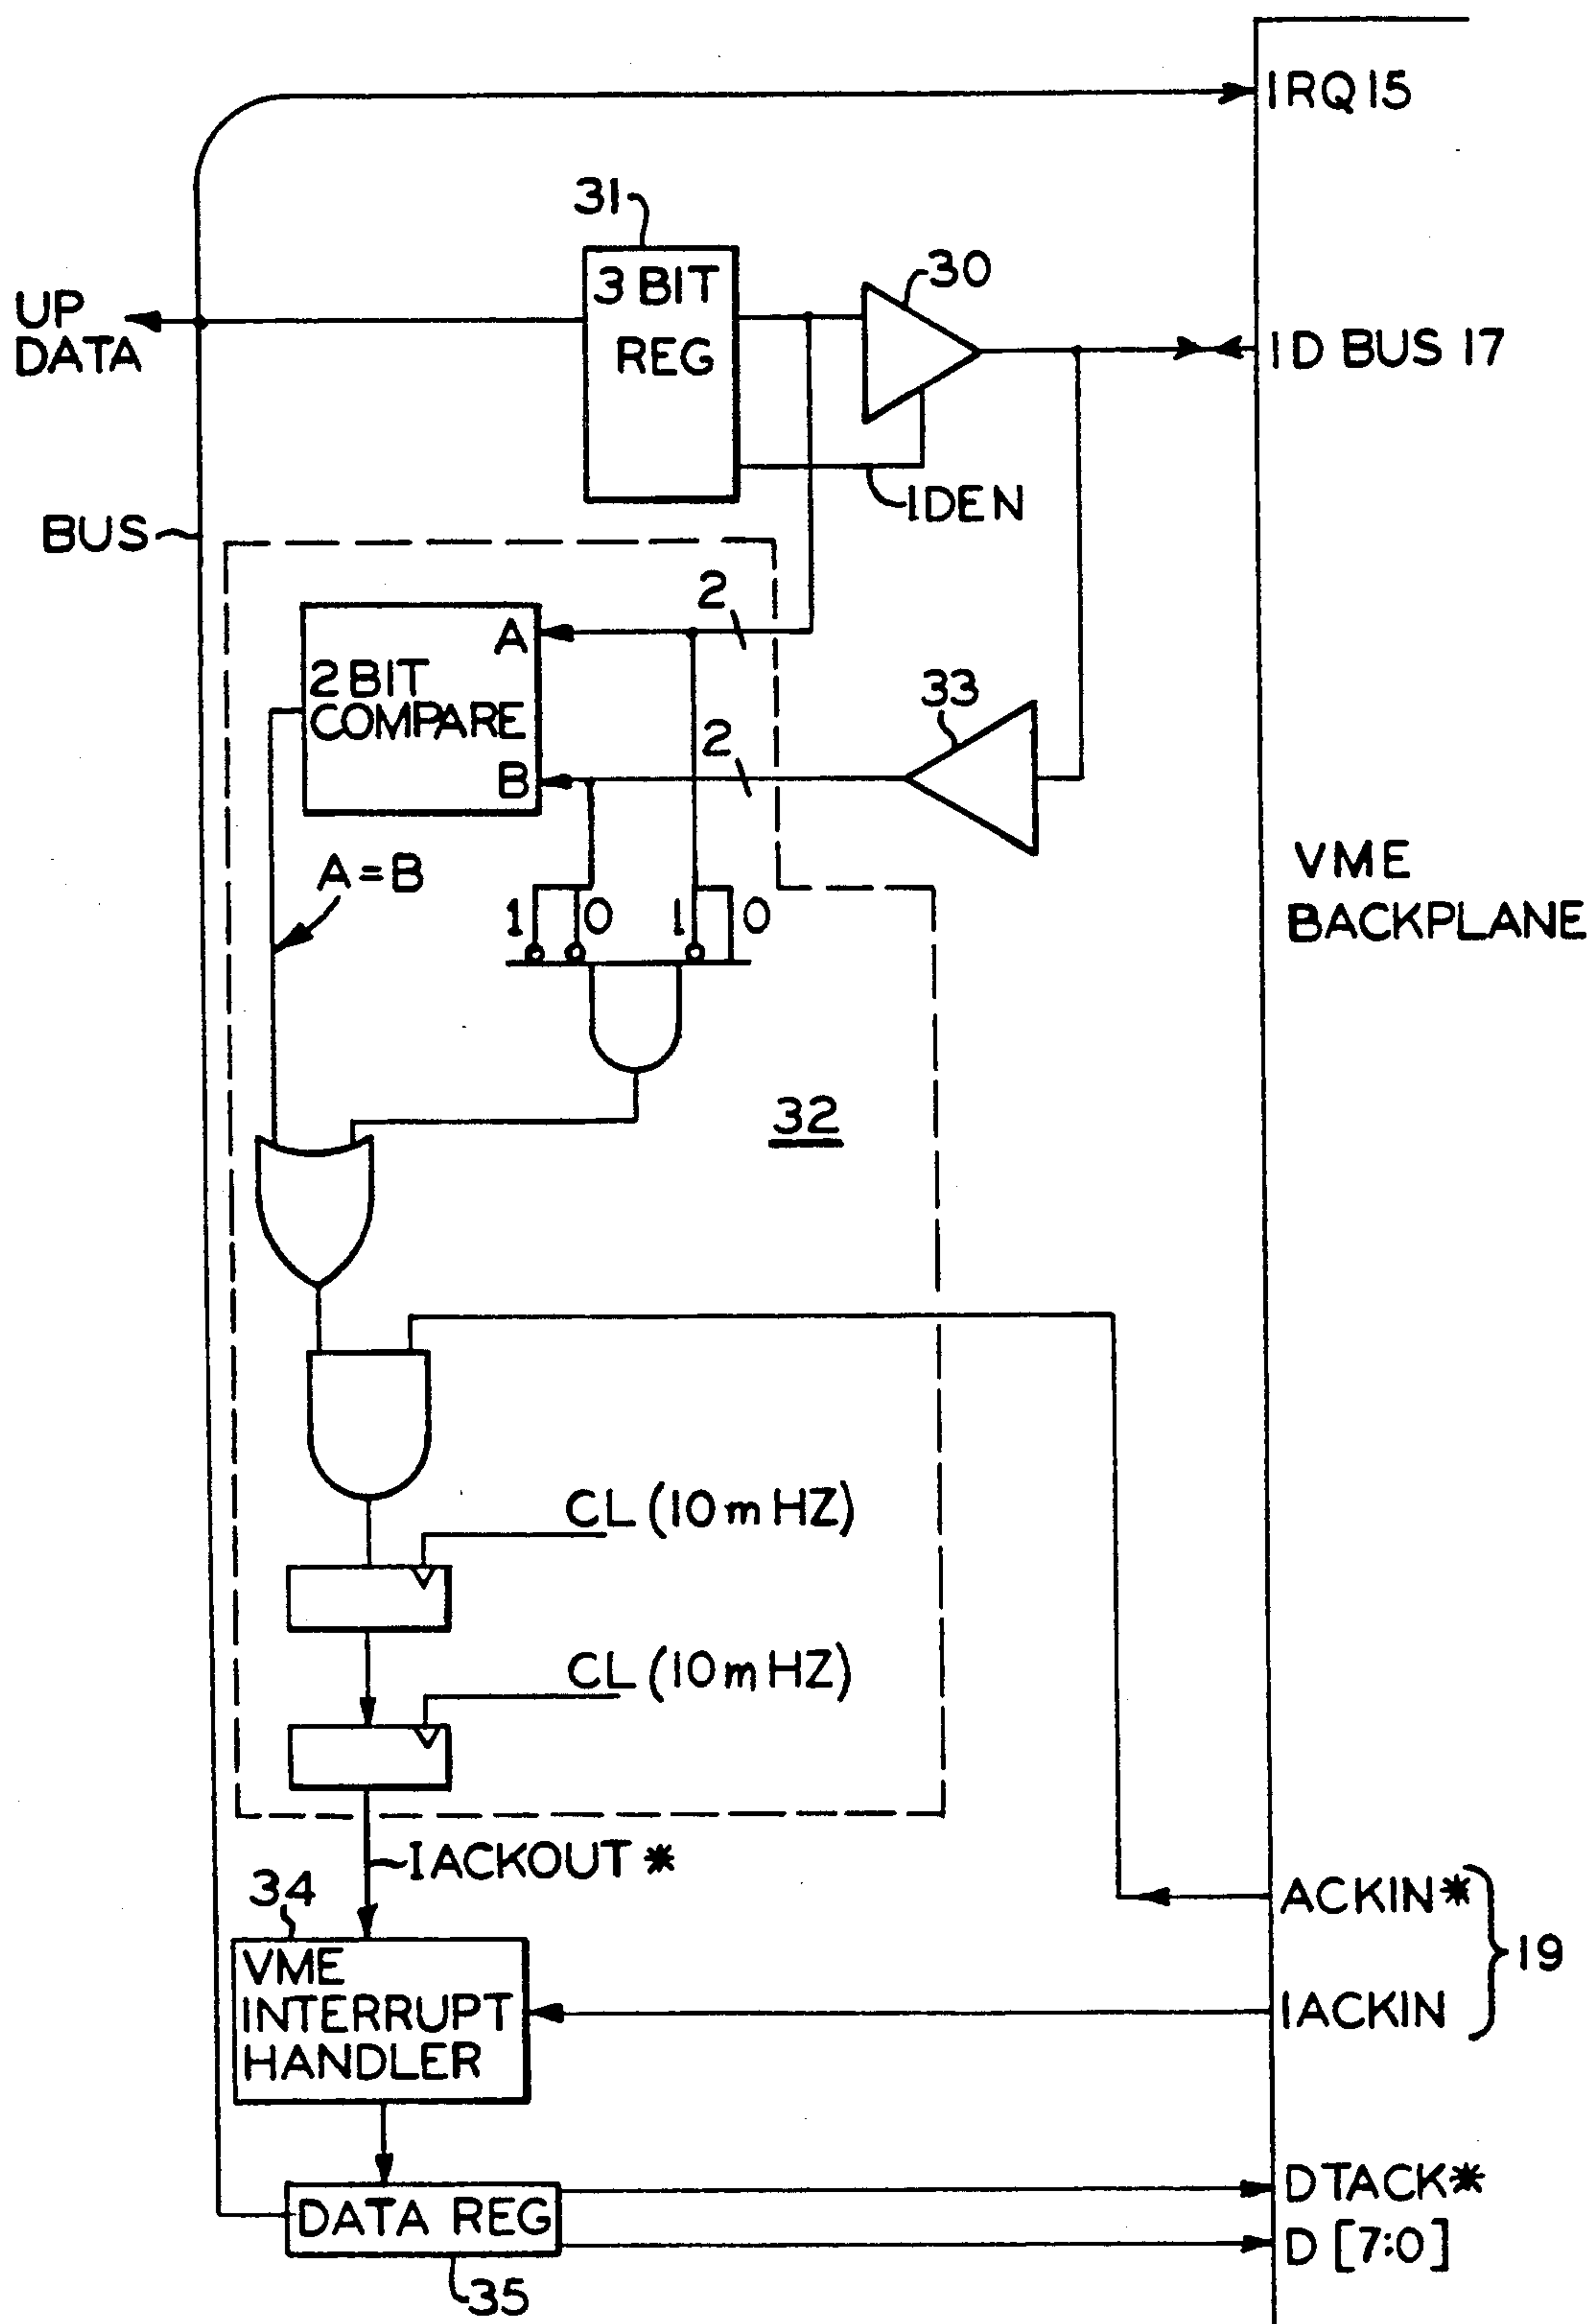 IRQ 15
31
30
3 BIT
REG
UP
DATA
ID BUS 17
IDEN
BUS
2
A
2 BIT
COMPARE
33
2
B
A=B
VME
BACKPLANE
1 0 1 0
32
CL (10 m HZ)
CL (10 m HZ)
IACKOUT *
34
ACKIN*
19
VME
INTERRUPT
HANDLER
IACKIN
DTACK*
DATA REG
D [7:0]
35